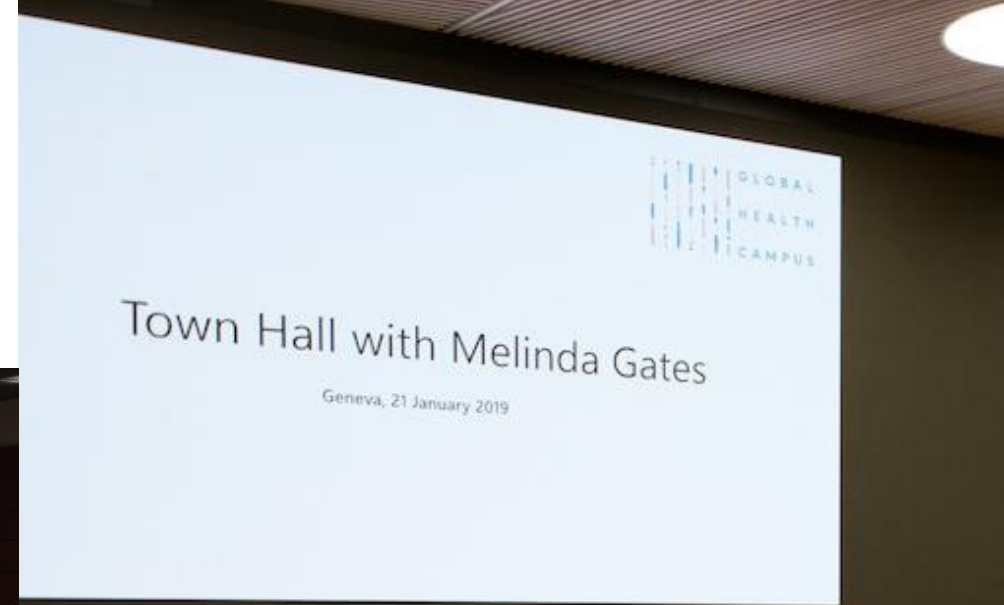 GLOBAL
HEALTH
CAMPUS
Town Hall with Melinda Gates
Geneva, 21 January 2019